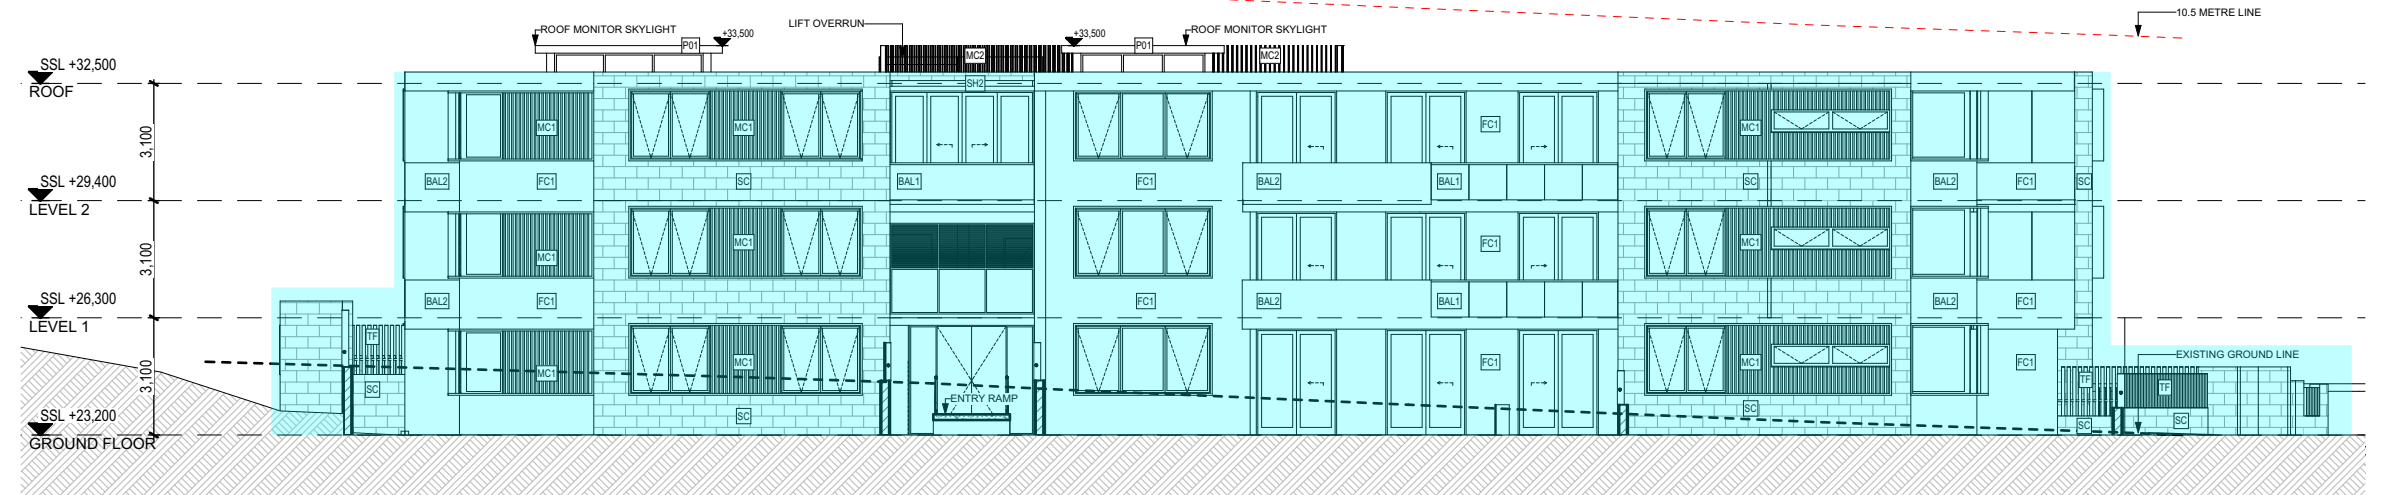 10.5 METRE LINE
LIFT OVERRUN
ROOF MONITOR SKYLIGHT
ROOF MONITOR SKYLIGHT
+33,500
+33,500
P01
P01
MC2
MC2
SSL +32,500
ROOF
SH2
3,100
MC1
MC1
FC1
MC1
SSL +29,400
LEVEL 2
BAL2
FC1
SC
BAL1
FC1
BAL2
BAL1
SC
BAL2
FC1
SC
3,100
MC1
MC1
FC1
MC1
SSL +26,300
LEVEL 1
BAL2
FC1
FC1
BAL2
BAL1
BAL2
FC1
3,100
TF
MC1
MC1
FC1
MC1
FC1
EXISTING GROUND LINE
SC
TF
TF
ENTRY RAMP
SSL +23,200
GROUND FLOOR
SC
SC
SC
SC